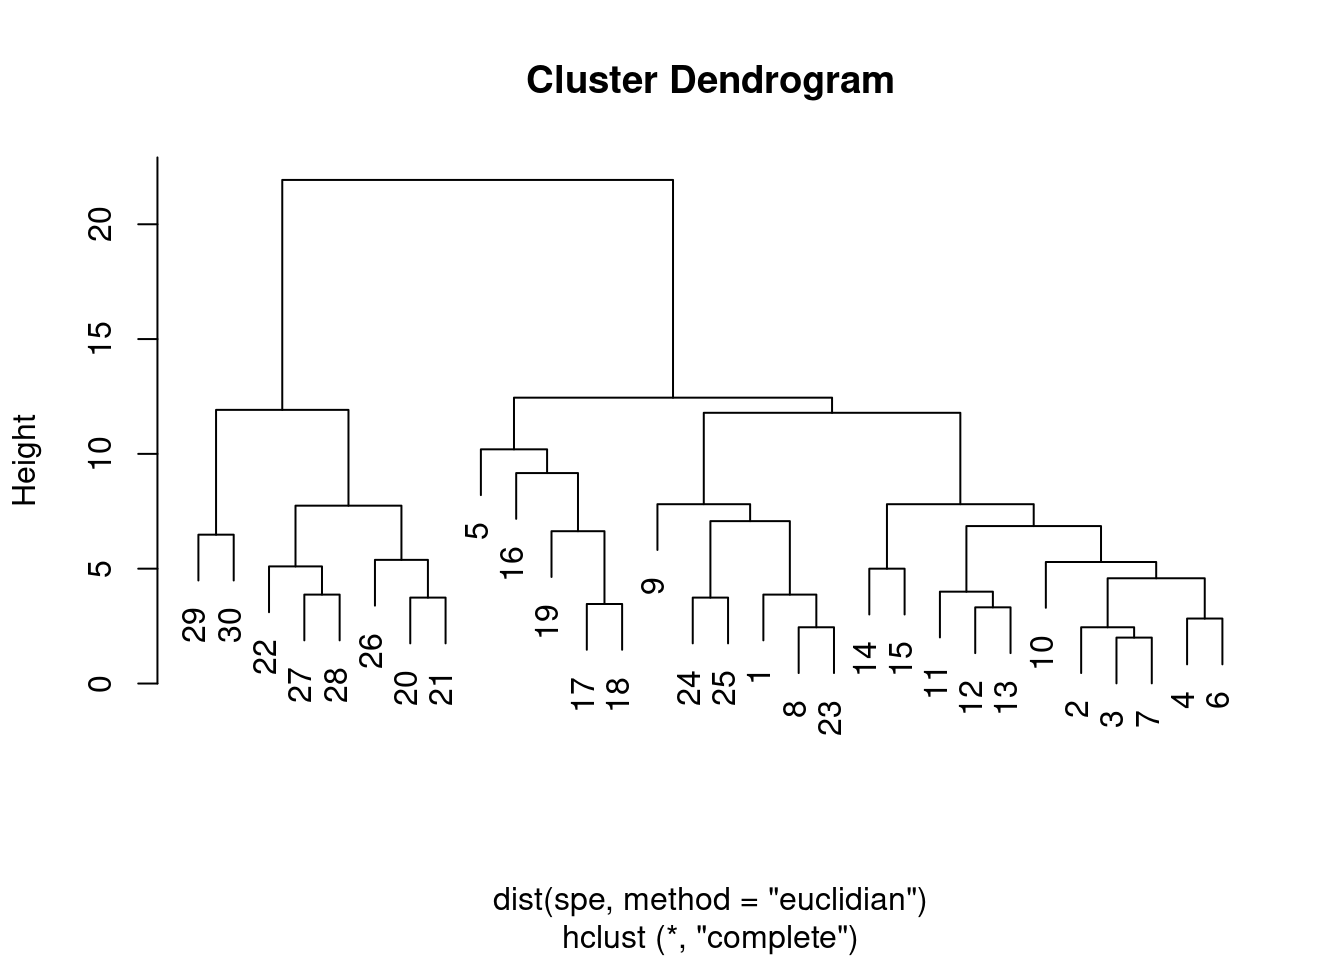 Cluster Dendrogram
Height
20
15
10
5
0
29 30 22 27 28 26 20 21 5 16 19 17 18 9 24 25 1 8 23 14 15 11 12 13 10 2 3 7 4 6
dist(spe, method = "euclidian")
hclust (*, "complete")